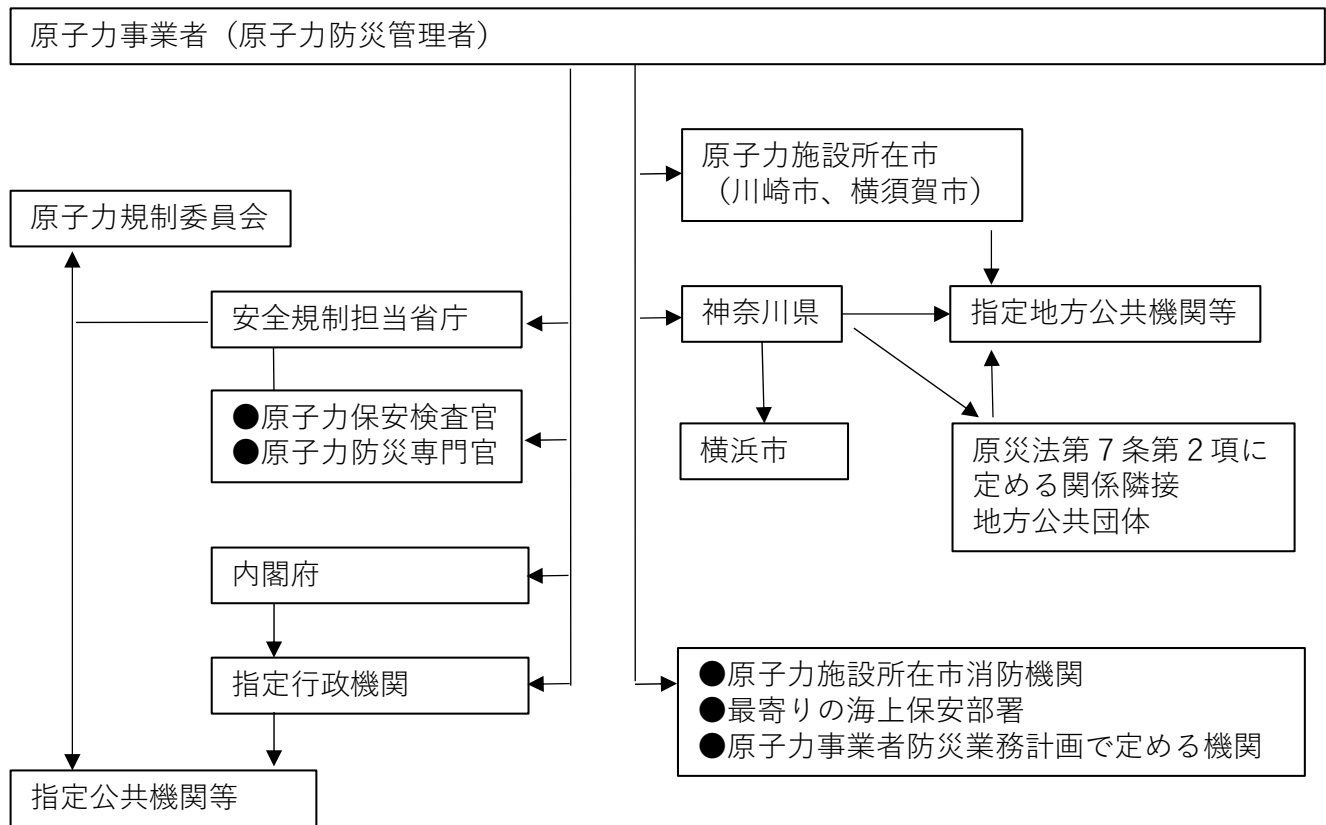 原子力事業者（原子力防災管理者）
原子力施設所在市
（川崎市、横須賀市）
原子力規制委員会
安全規制担当省庁
神奈川県
指定地方公共機関等
●原子力保安検査官
●原子力防災専門官
横浜市
原災法第７条第２項に
定める関係隣接
地方公共団体
内閣府
指定行政機関
●原子力施設所在市消防機関
●最寄りの海上保安部署
●原子力事業者防災業務計画で定める機関
指定公共機関等